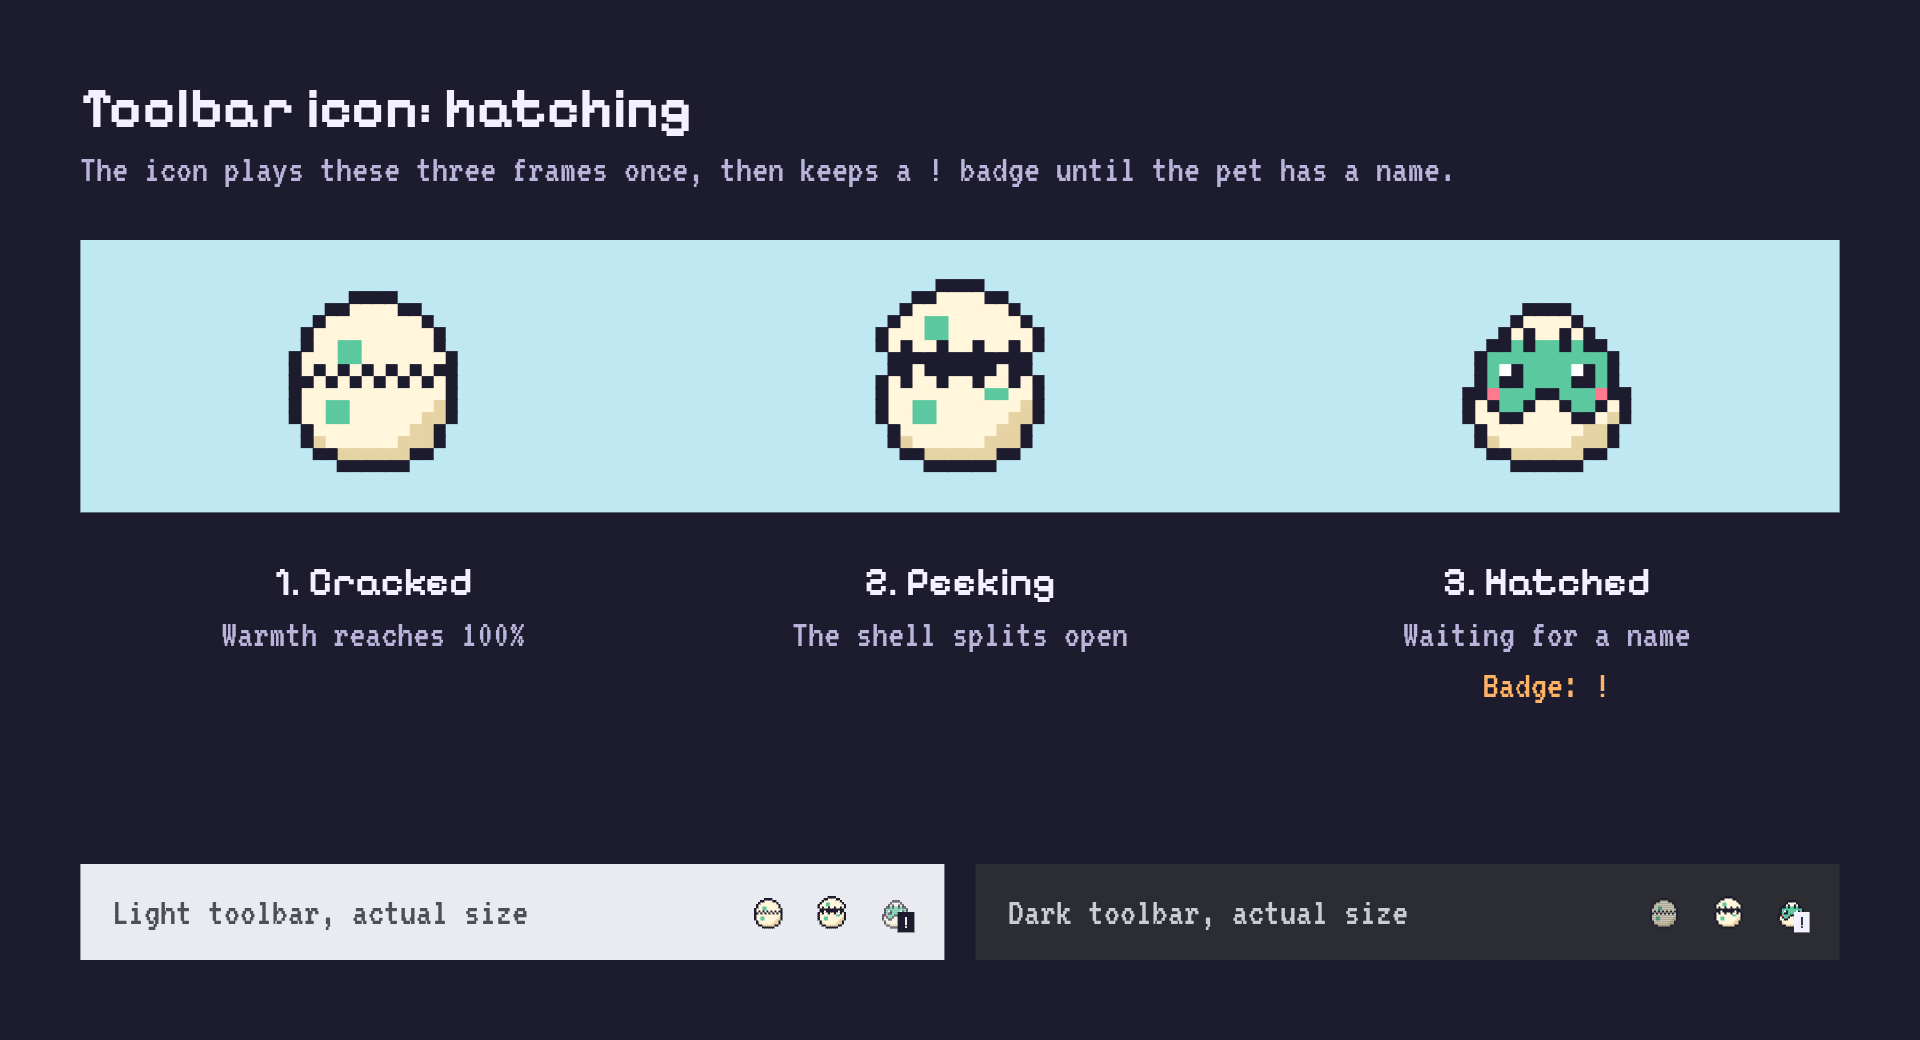 Toolbar icon: hatching
The icon plays these three frames once, then keeps a ! badge until the pet has a name.
1. Cracked
Warmth reaches 100%
2. Peeking
The shell splits open
3. Hatched
Waiting for a name
Badge: !
Light toolbar, actual size
!
Dark toolbar, actual size
!